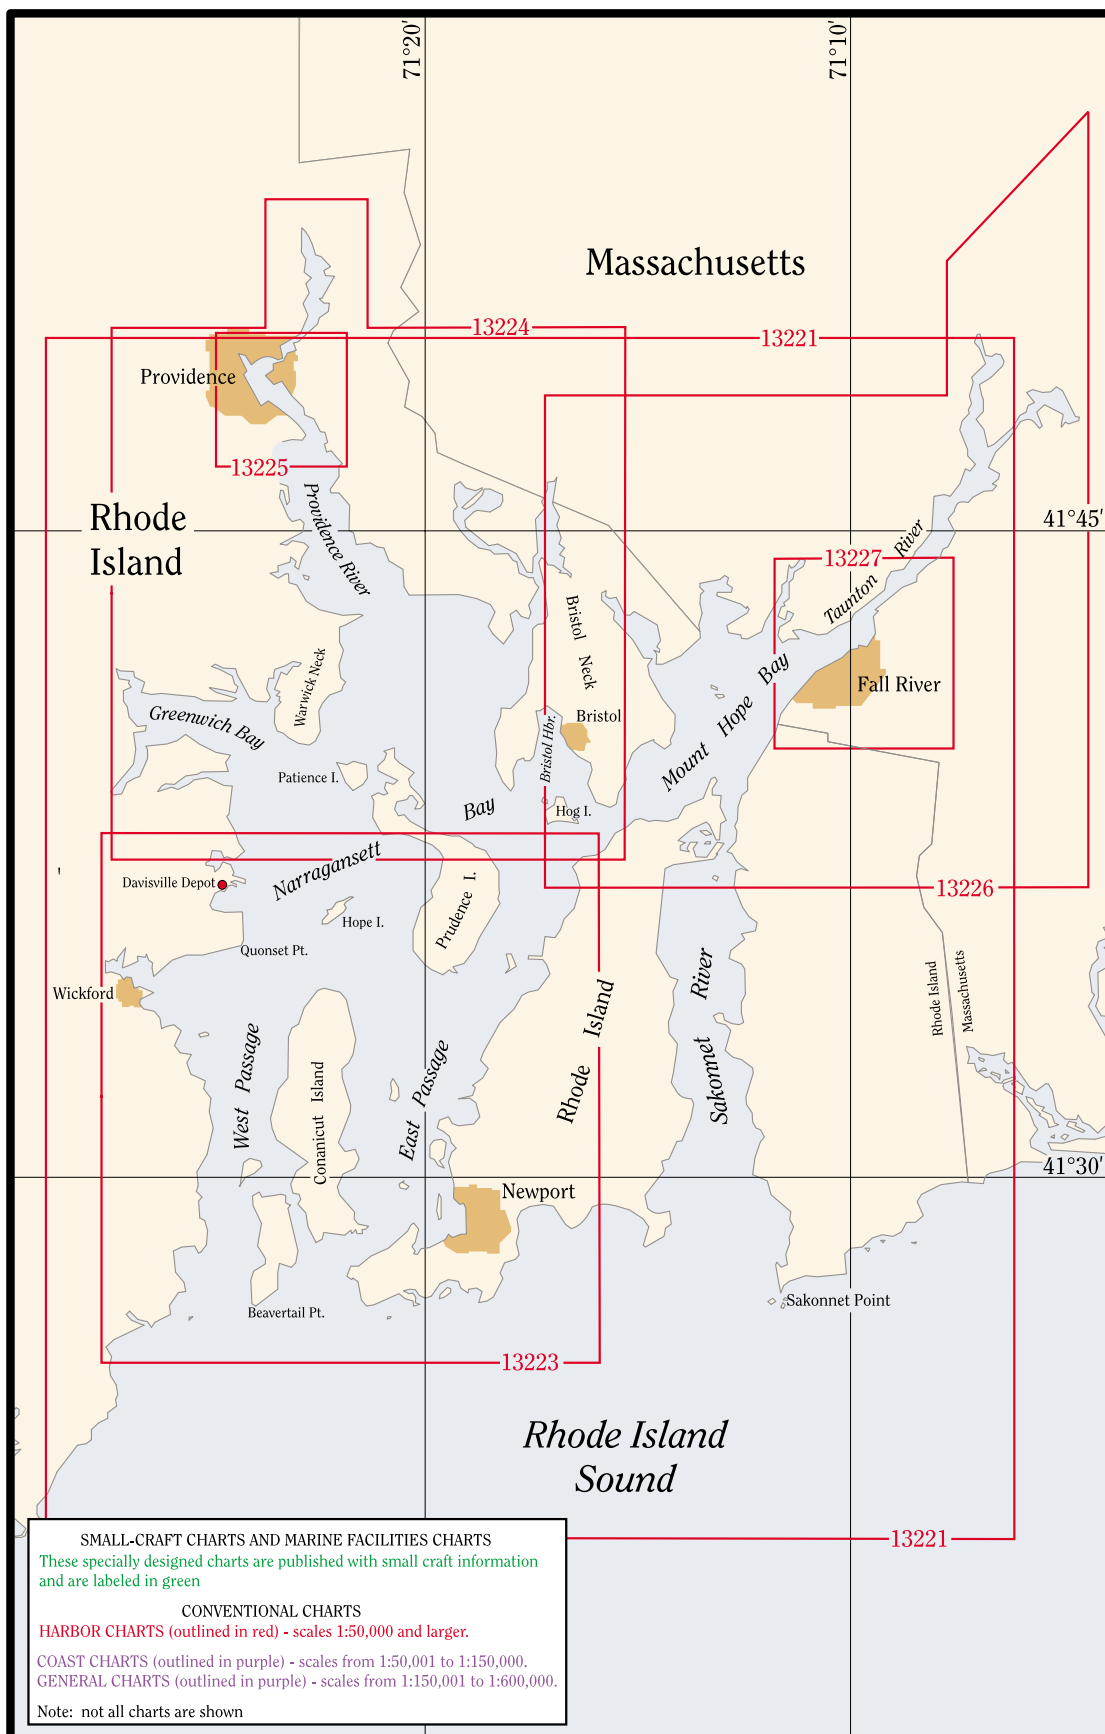 71°20'
71°10'
Massachusetts
13224
13221
Providence
13225
Rhode
Island
Providence River
41°45'
13227
River
Taunton
Bristol Neck
Warwick Neck
Mount Hope Bay
Fall River
Greenwich Bay
Bristol
Bristol Hbr.
Patience I.
Hog I.
Narragansett Bay
Davisville Depot
13226
Prudence I.
Hope I.
Quonset Pt.
Wickford
Rhode Island
Massachusetts
Sakonnet River
Rhode Island
West Passage
East Passage
Conanicut Island
41°30'
Newport
Sakonnet Point
Beavertail Pt.
13223
Rhode Island
Sound
13221
SMALL-CRAFT CHARTS AND MARINE FACILITIES CHARTS
These specially designed charts are published with small craft information
and are labeled in green
CONVENTIONAL CHARTS
HARBOR CHARTS (outlined in red) - scales 1:50,000 and larger.
COAST CHARTS (outlined in purple) - scales from 1:50,001 to 1:150,000.
GENERAL CHARTS (outlined in purple) - scales from 1:150,001 to 1:600,000.
Note: not all charts are shown